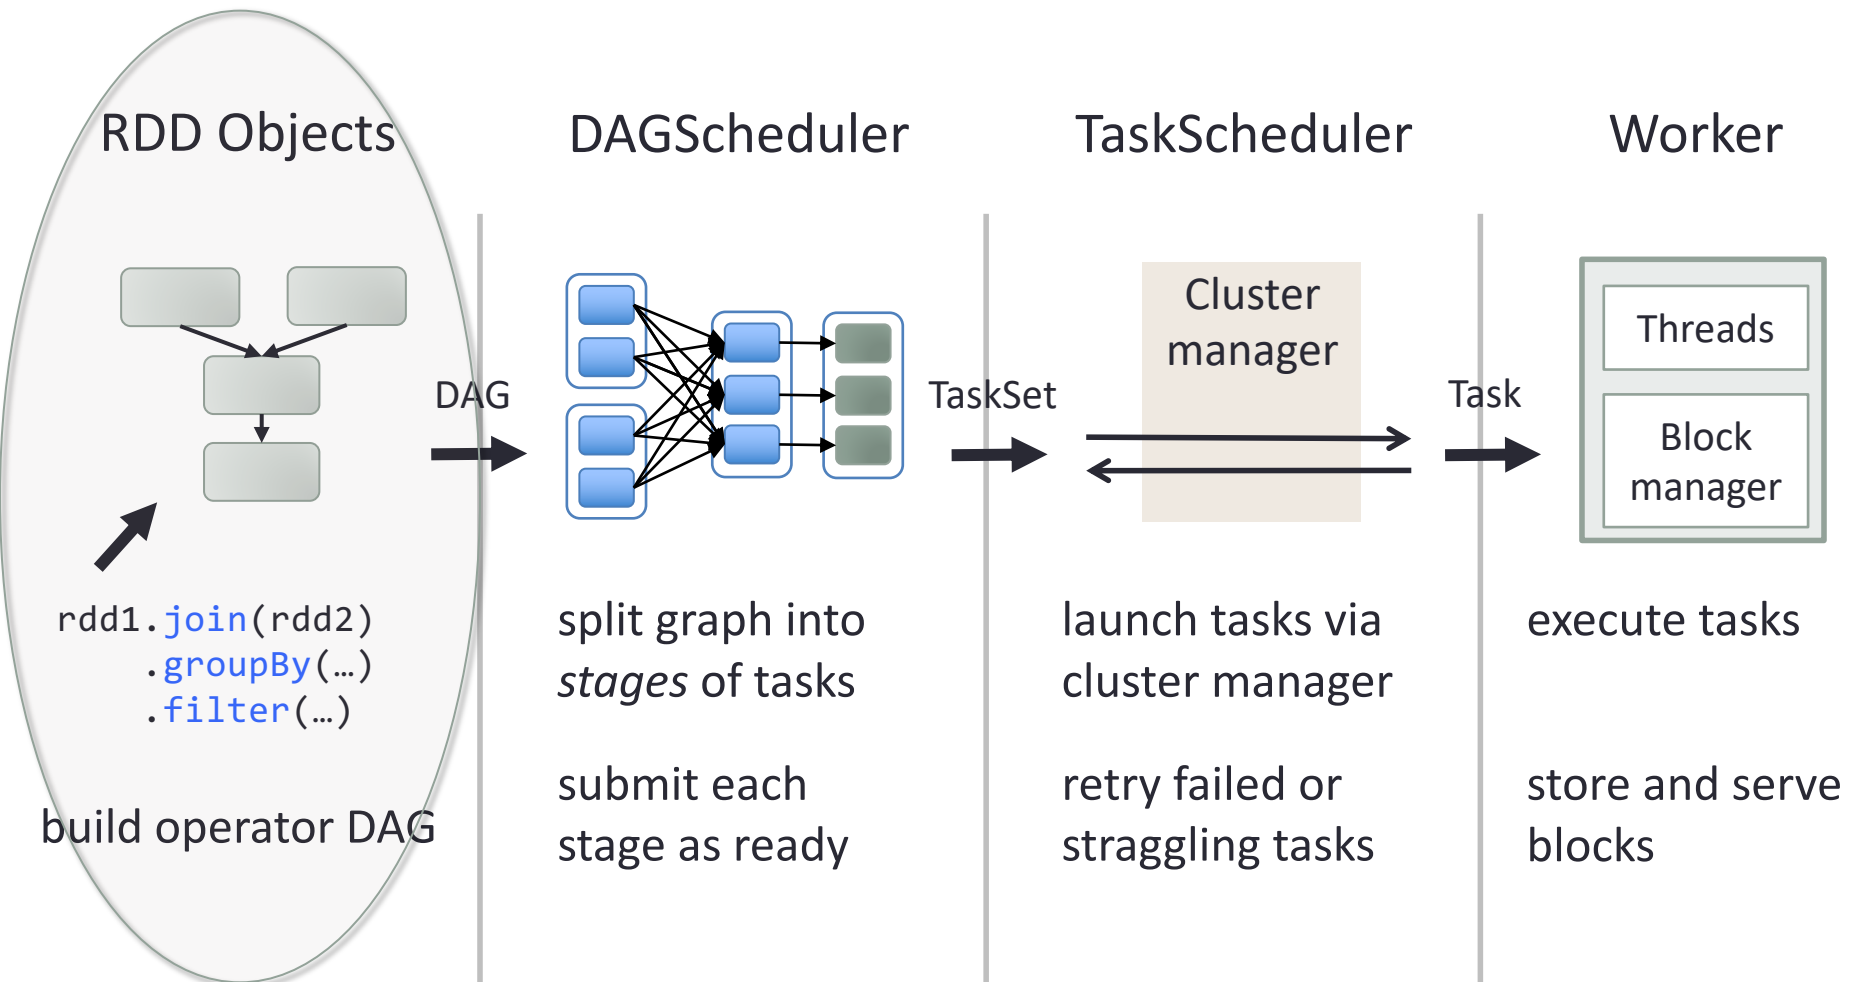 RDD Objects
rdd1.join(rdd2)
.groupBy(…)
.filter(…)
build operator DAG
DAG
DAGScheduler
split graph into
stages of tasks
submit each
stage as ready
TaskSet
TaskScheduler
Cluster
manager
launch tasks via
cluster manager
retry failed or
straggling tasks
Task
Worker
Threads
Block
manager
execute tasks
store and serve
blocks